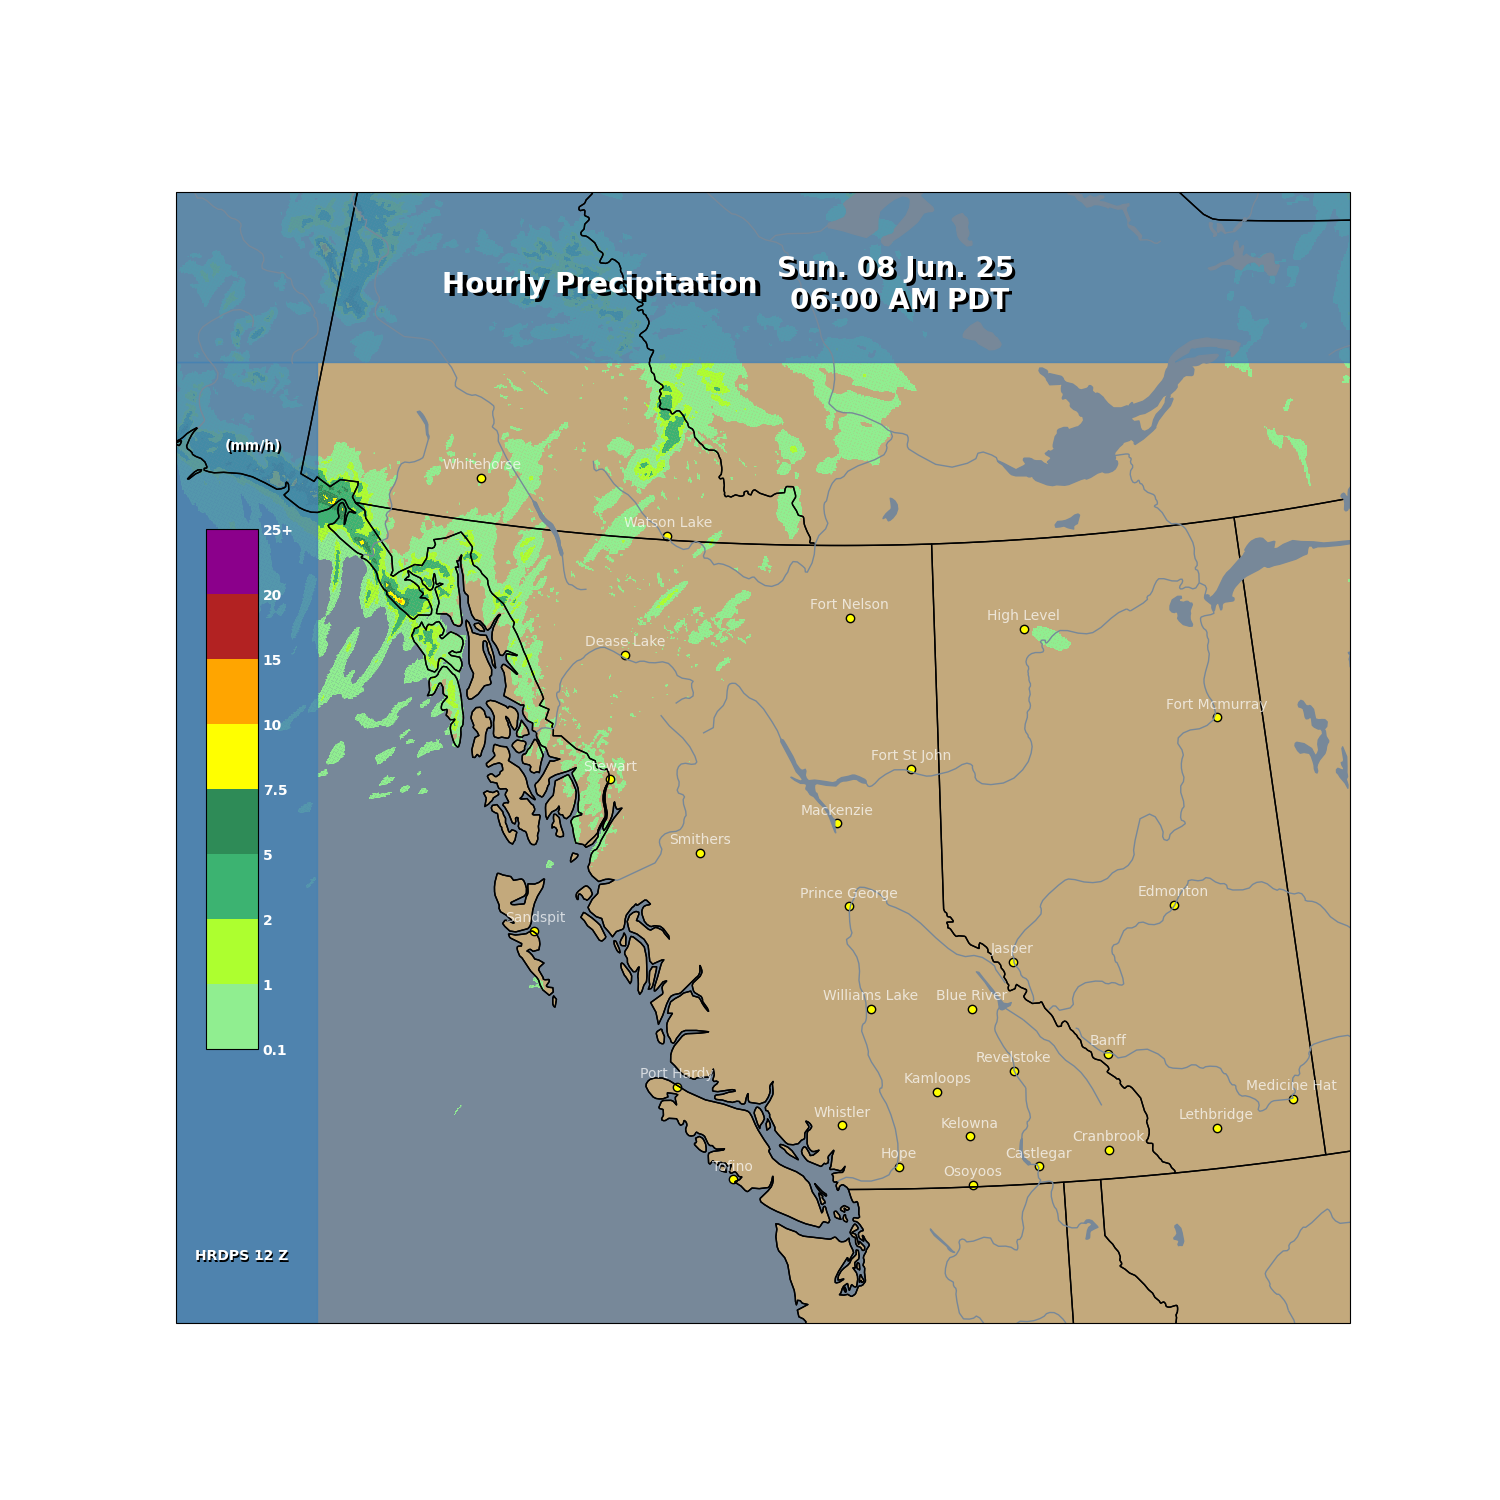 Hourly Precipitation
Sun. 08 Jun. 25
06:00 AM PDT
(mm/h)
25+
20
15
10
7.5
5
2
1
0.1
Whitehorse
Watson Lake
Fort Nelson
High Level
Dease Lake
Fort Mcmurray
Fort St John
Stewart
Mackenzie
Smithers
Prince George
Edmonton
Sandspit
Jasper
Williams Lake
Blue River
Banff
Revelstoke
Port Hardy
Kamloops
Medicine Hat
Whistler
Lethbridge
Kelowna
Cranbrook
Hope
Castlegar
Tofino
Osoyoos
HRDPS 12 Z